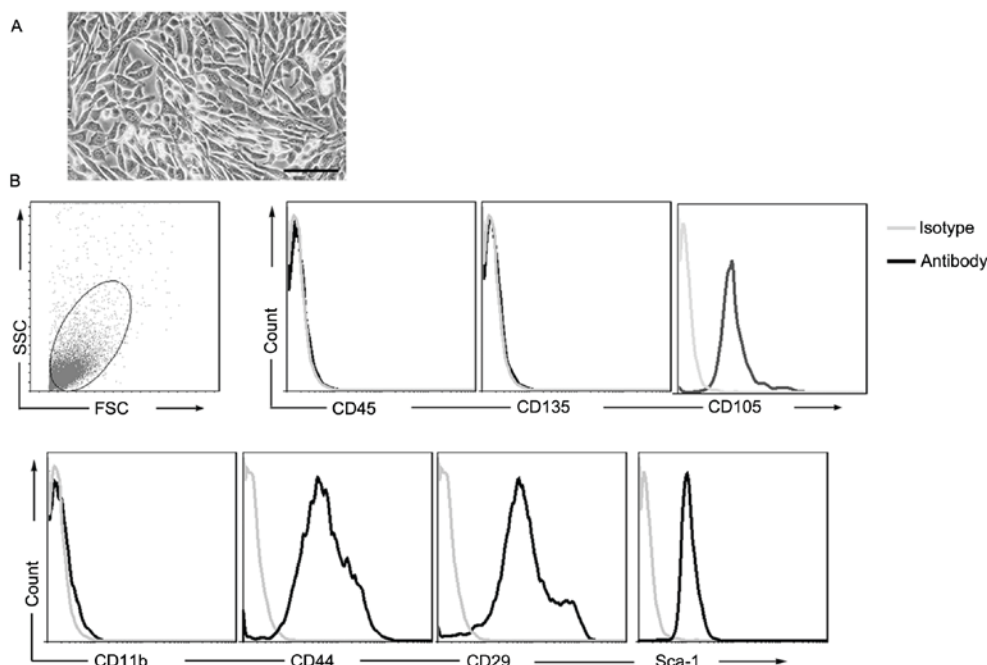 A
B
SSC
FSC
Count
CD45
CD135
CD105
Isotype
Antibody
Count
CD11b
CD44
CD29
Sca-1